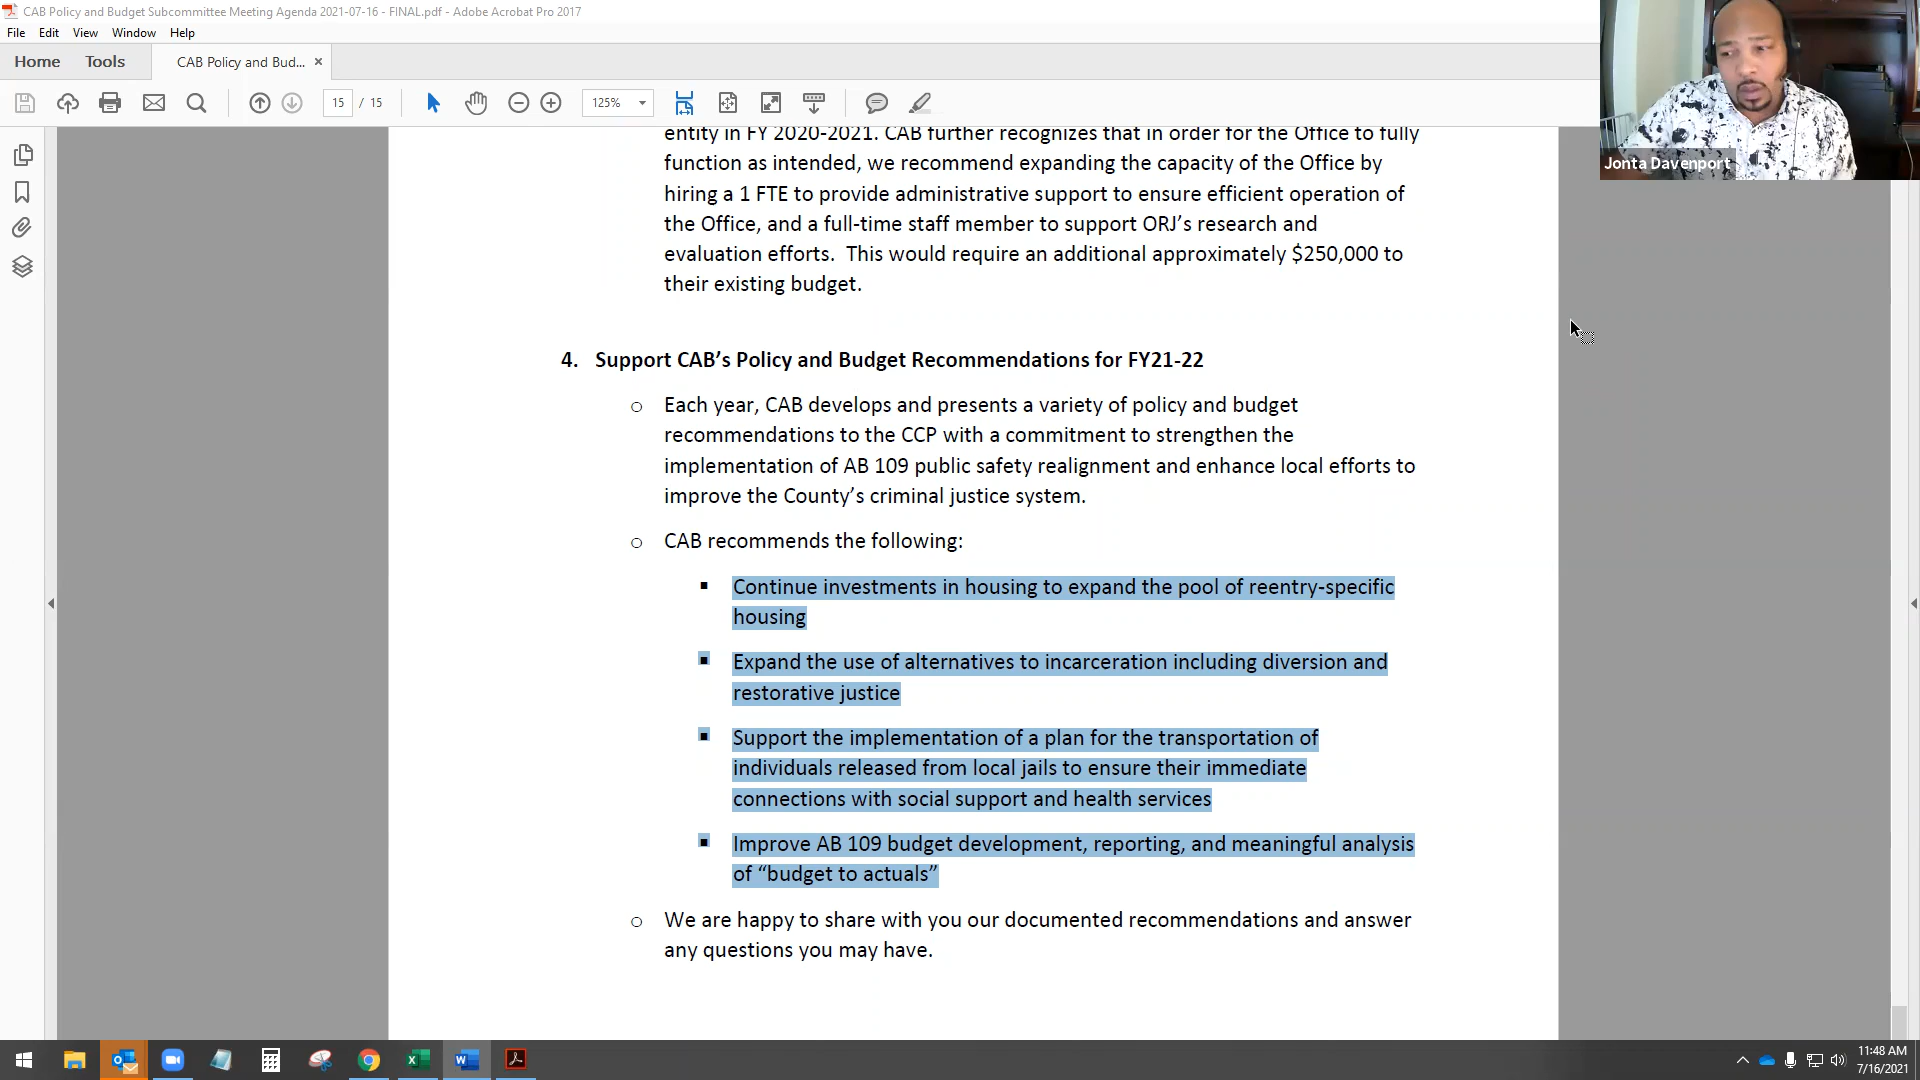 CAB Policy and Budget Subcommittee Meeting Agenda 2021-07-16 - FINAL.pdf - Adobe Acrobat Pro 2017
File Edit View Window Help
Home Tools CAB Policy and Bud... ×
15 / 15 125%
Jonta Davenport
entity in FY 2020-2021. CAB further recognizes that in order for the Office to fully
function as intended, we recommend expanding the capacity of the Office by
hiring a 1 FTE to provide administrative support to ensure efficient operation of
the Office, and a full-time staff member to support ORJ’s research and
evaluation efforts.  This would require an additional approximately $250,000 to
their existing budget.
4. Support CAB’s Policy and Budget Recommendations for FY21-22
o Each year, CAB develops and presents a variety of policy and budget
recommendations to the CCP with a commitment to strengthen the
implementation of AB 109 public safety realignment and enhance local efforts to
improve the County’s criminal justice system.
o CAB recommends the following:
▪ Continue investments in housing to expand the pool of reentry-specific
housing
▪ Expand the use of alternatives to incarceration including diversion and
restorative justice
▪ Support the implementation of a plan for the transportation of
individuals released from local jails to ensure their immediate
connections with social support and health services
▪ Improve AB 109 budget development, reporting, and meaningful analysis
of “budget to actuals”
o We are happy to share with you our documented recommendations and answer
any questions you may have.
11:48 AM
7/16/2021